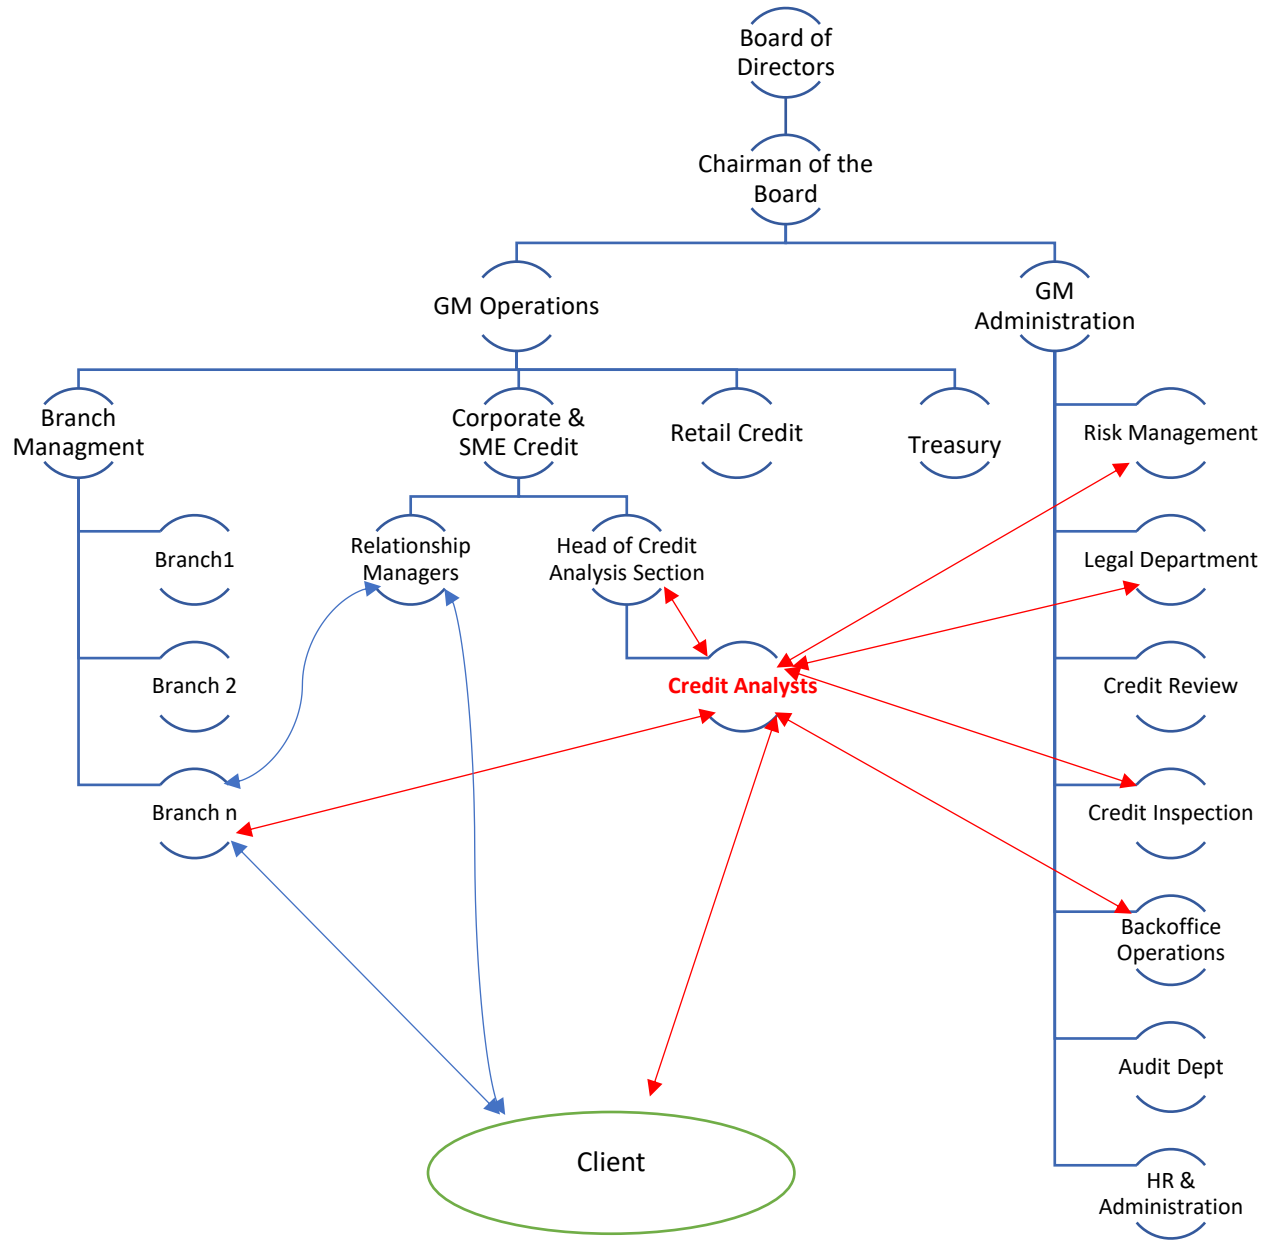 Board of
Directors
Chairman of the
Board
GM Operations
GM
Administration
Branch
Managment
Corporate &
SME Credit
Retail Credit
Treasury
Risk Management
Relationship
Managers
Head of Credit
Analysis Section
Branch1
Legal Department
Branch 2
Credit Analysts
Credit Review
Branch n
Credit Inspection
Backoffice
Operations
Audit Dept
Client
HR &
Administration